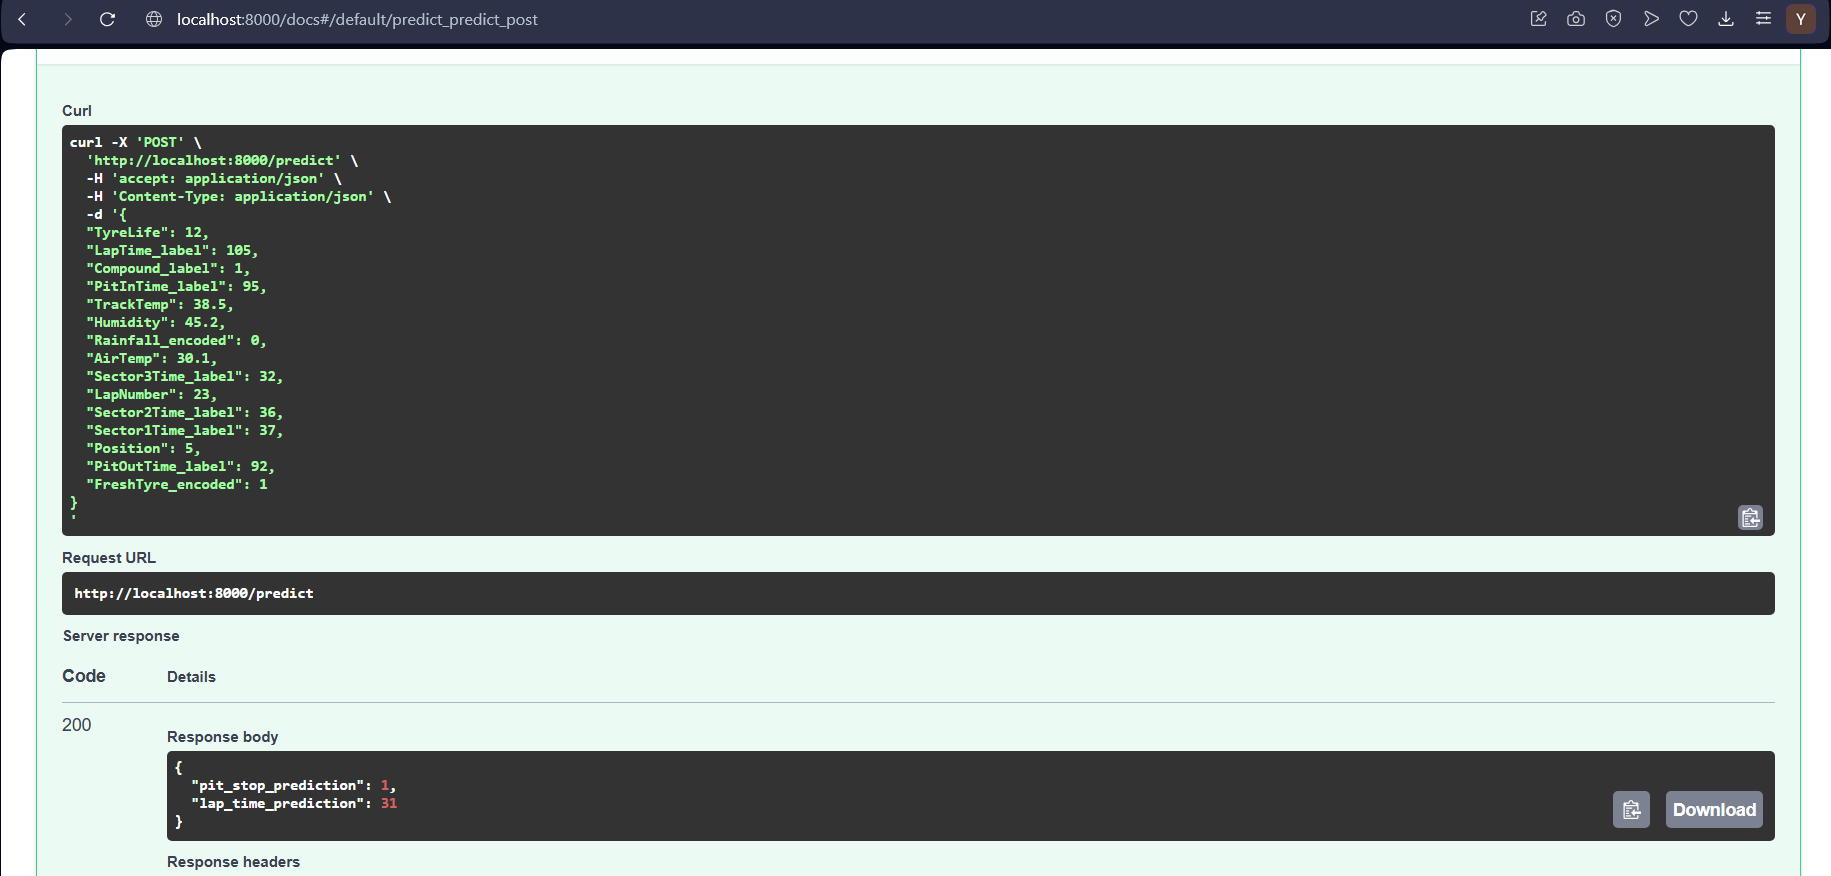 localhost:8000/docs#/default/predict_predict_post
Y
Curl
curl -X 'POST' \
  'http://localhost:8000/predict' \
  -H 'accept: application/json' \
  -H 'Content-Type: application/json' \
  -d '{
  "TyreLife": 12,
  "LapTime_label": 105,
  "Compound_label": 1,
  "PitInTime_label": 95,
  "TrackTemp": 38.5,
  "Humidity": 45.2,
  "Rainfall_encoded": 0,
  "AirTemp": 30.1,
  "Sector3Time_label": 32,
  "LapNumber": 23,
  "Sector2Time_label": 36,
  "Sector1Time_label": 37,
  "Position": 5,
  "PitOutTime_label": 92,
  "FreshTyre_encoded": 1
}
'
Request URL
http://localhost:8000/predict
Server response
Code Details
200
Response body
{
  "pit_stop_prediction": 1,
  "lap_time_prediction": 31
}
Download
Response headers